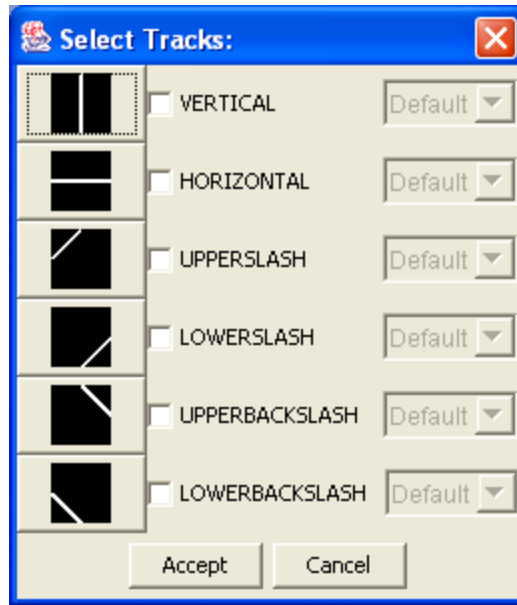 Select Tracks:
VERTICAL Default
HORIZONTAL Default
UPPERSLASH Default
LOWERSLASH Default
UPPERBACKSLASH Default
LOWERBACKSLASH Default
Accept Cancel